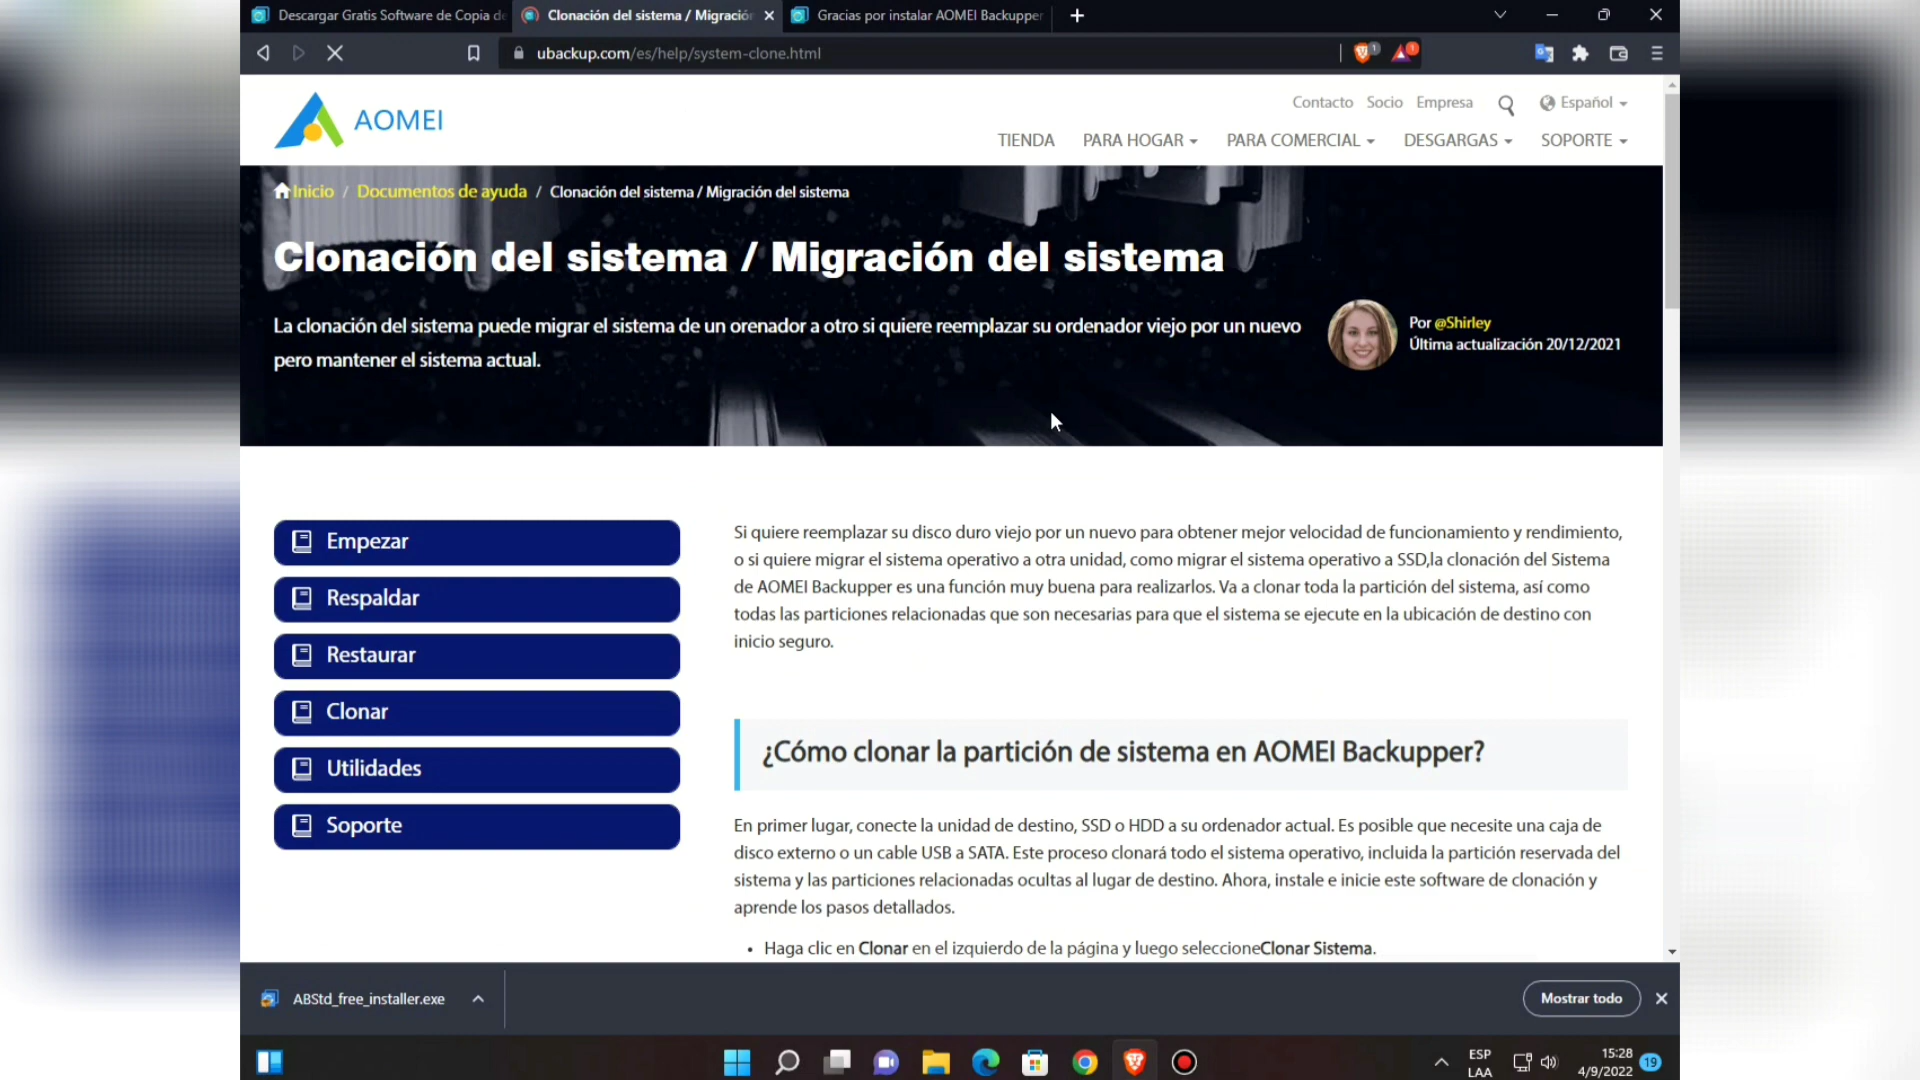 Descargar Gratis Software de Copia de
Clonación del sistema / Migración
Gracias por instalar AOMEI Backupper
ubackup.com/es/help/system-clone.html
1
1
AOMEI
Contacto Socio Empresa Español
TIENDA PARA HOGAR PARA COMERCIAL DESGARGAS SOPORTE
Inicio / Documentos de ayuda / Clonación del sistema / Migración del sistema
Clonación del sistema / Migración del sistema
La clonación del sistema puede migrar el sistema de un orenador a otro si quiere reemplazar su ordenador viejo por un nuevo
pero mantener el sistema actual.
Por @Shirley
Última actualización 20/12/2021
Empezar
Respaldar
Restaurar
Clonar
Utilidades
Soporte
Si quiere reemplazar su disco duro viejo por un nuevo para obtener mejor velocidad de funcionamiento y rendimiento,
o si quiere migrar el sistema operativo a otra unidad, como migrar el sistema operativo a SSD,la clonación del Sistema
de AOMEI Backupper es una función muy buena para realizarlos. Va a clonar toda la partición del sistema, así como
todas las particiones relacionadas que son necesarias para que el sistema se ejecute en la ubicación de destino con
inicio seguro.
¿Cómo clonar la partición de sistema en AOMEI Backupper?
En primer lugar, conecte la unidad de destino, SSD o HDD a su ordenador actual. Es posible que necesite una caja de
disco externo o un cable USB a SATA. Este proceso clonará todo el sistema operativo, incluida la partición reservada del
sistema y las particiones relacionadas ocultas al lugar de destino. Ahora, instale e inicie este software de clonación y
aprende los pasos detallados.
• Haga clic en Clonar en el izquierdo de la página y luego seleccioneClonar Sistema.
ABStd_free_installer.exe
Mostrar todo
ESP
LAA
15:28
4/9/2022
19